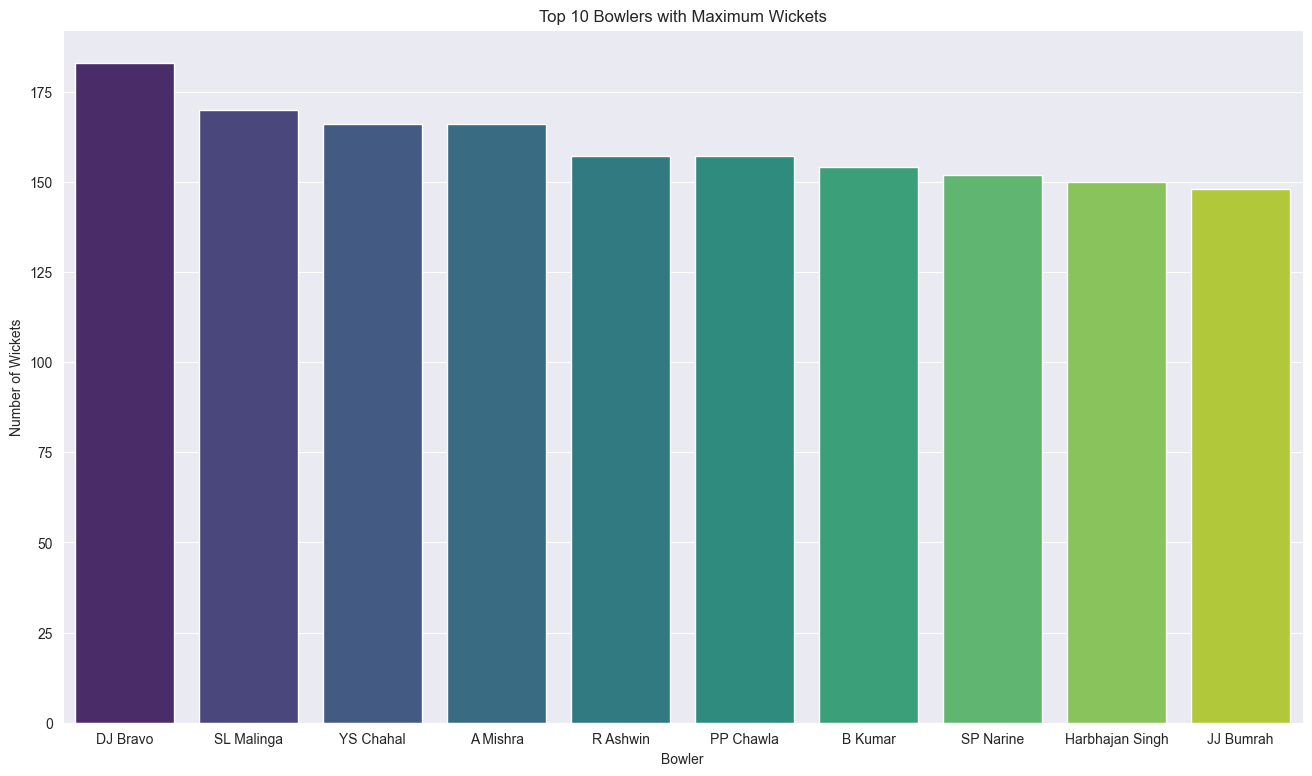 Top 10 Bowlers with Maximum Wickets
Number of Wickets
175
150
125
100
75
50
25
0
DJ Bravo
SL Malinga
YS Chahal
A Mishra
R Ashwin
PP Chawla
B Kumar
SP Narine
Harbhajan Singh
JJ Bumrah
Bowler